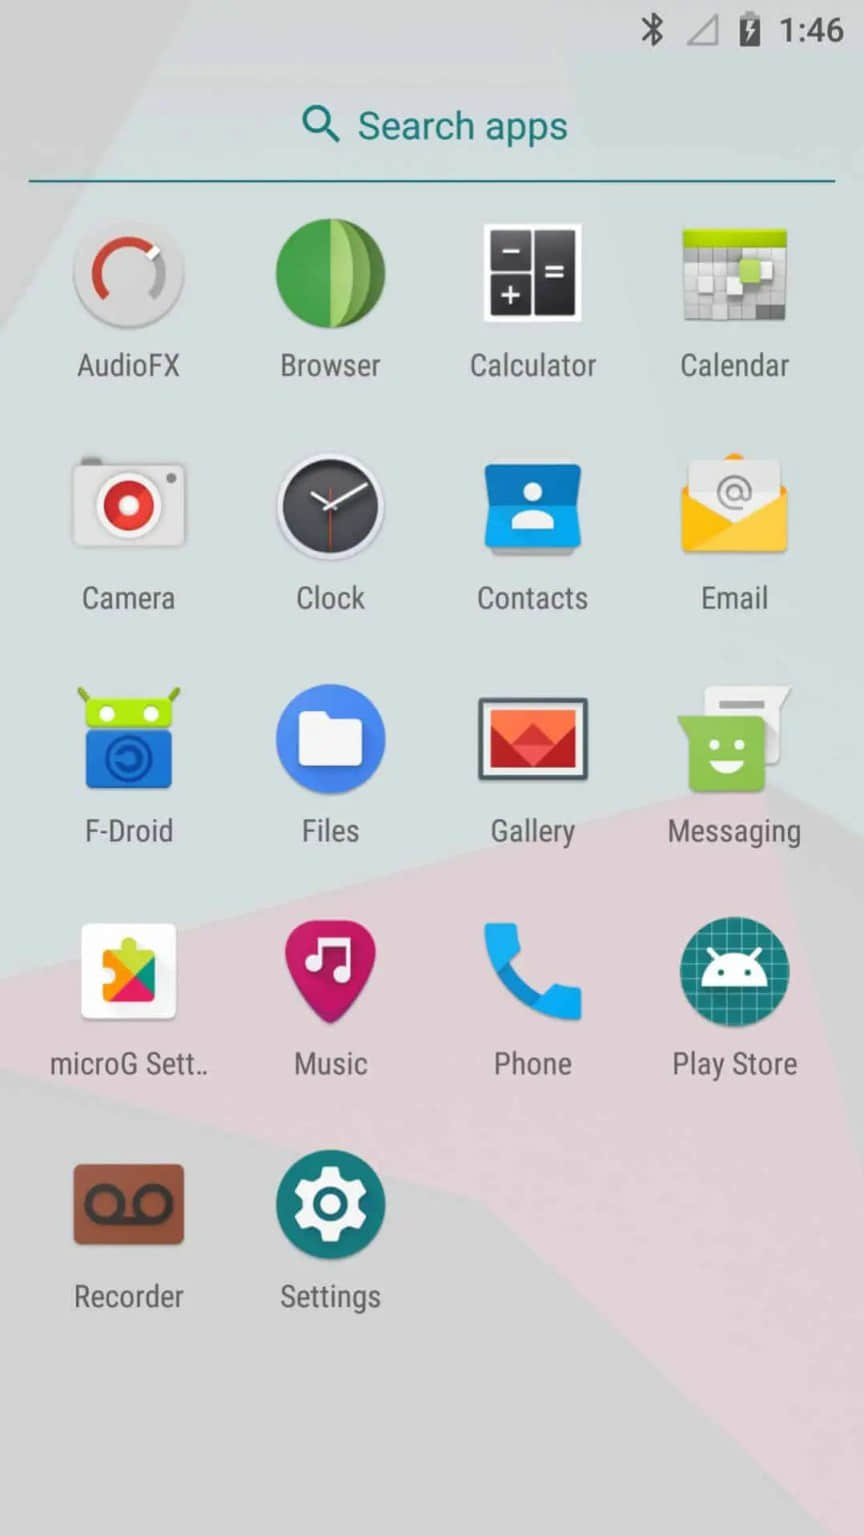 1:46
Search apps
AudioFX Browser Calculator Calendar
Camera Clock Contacts Email
F-Droid Files Gallery Messaging
microG Sett.. Music Phone Play Store
Recorder Settings